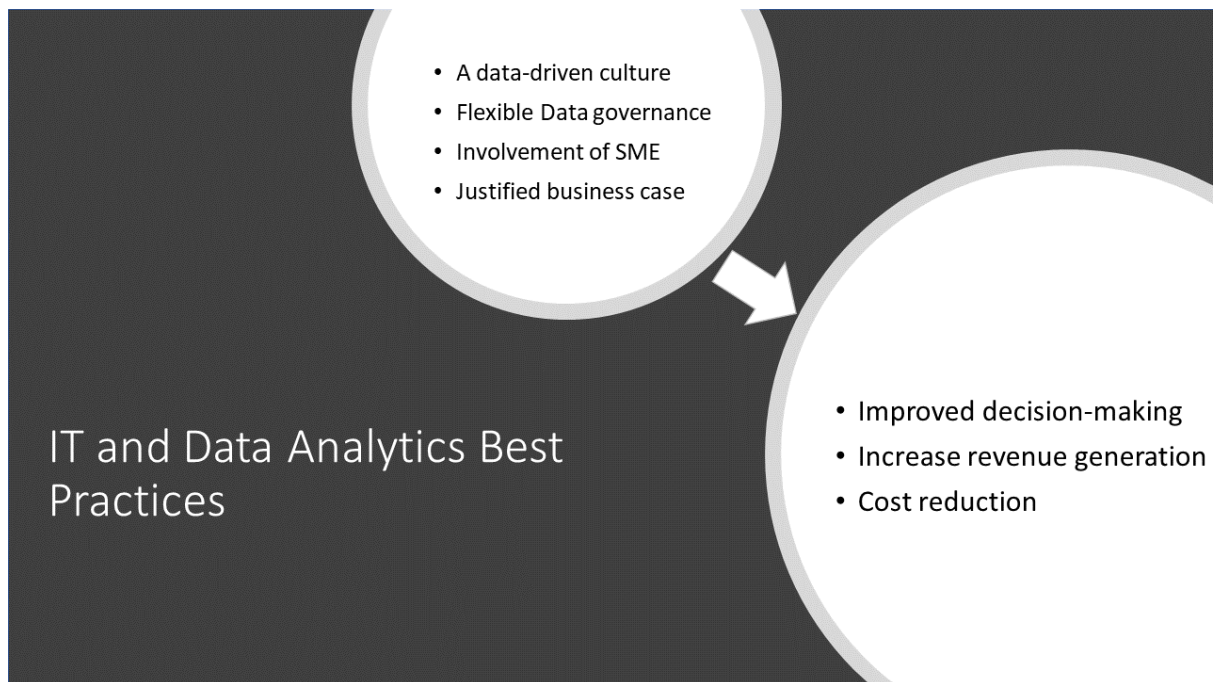 • A data-driven culture
• Flexible Data governance
• Involvement of SME
• Justified business case
IT and Data Analytics Best
Practices
• Improved decision-making
• Increase revenue generation
• Cost reduction